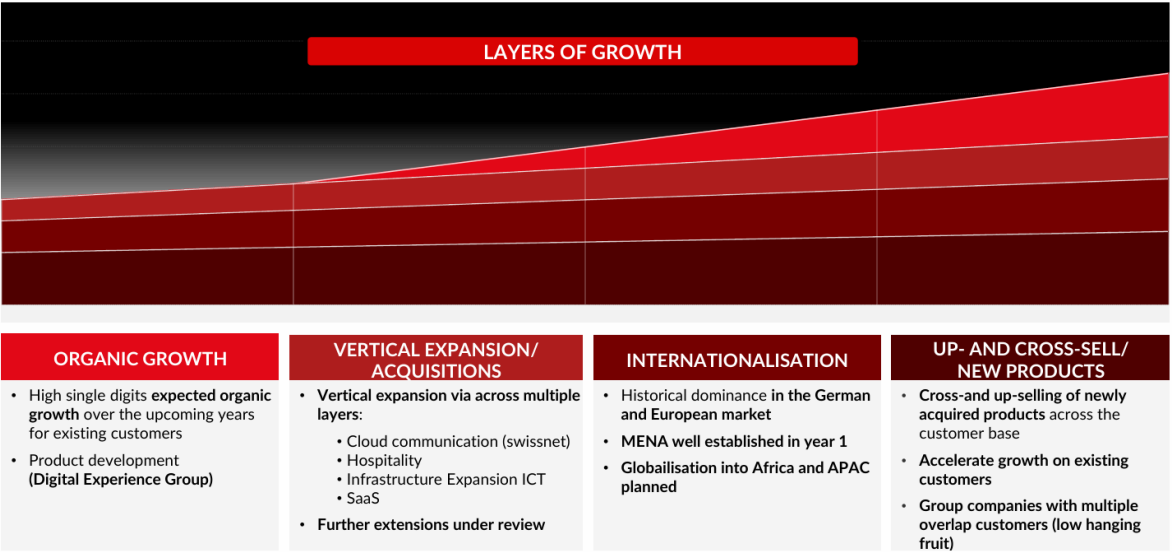 LAYERS OF GROWTH
ORGANIC GROWTH
• High single digits expected organic
growth over the upcoming years
for existing customers
• Product development
(Digital Experience Group)
VERTICAL EXPANSION/
ACQUISITIONS
• Vertical expansion via across multiple
layers:
• Cloud communication (swissnet)
• Hospitality
• Infrastructure Expansion ICT
• SaaS
• Further extensions under review
INTERNATIONALISATION
• Historical dominance in the German
and European market
• MENA well established in year 1
• Globailisation into Africa and APAC
planned
UP- AND CROSS-SELL/
NEW PRODUCTS
• Cross-and up-selling of newly
acquired products across the
customer base
• Accelerate growth on existing
customers
• Group companies with multiple
overlap customers (low hanging
fruit)